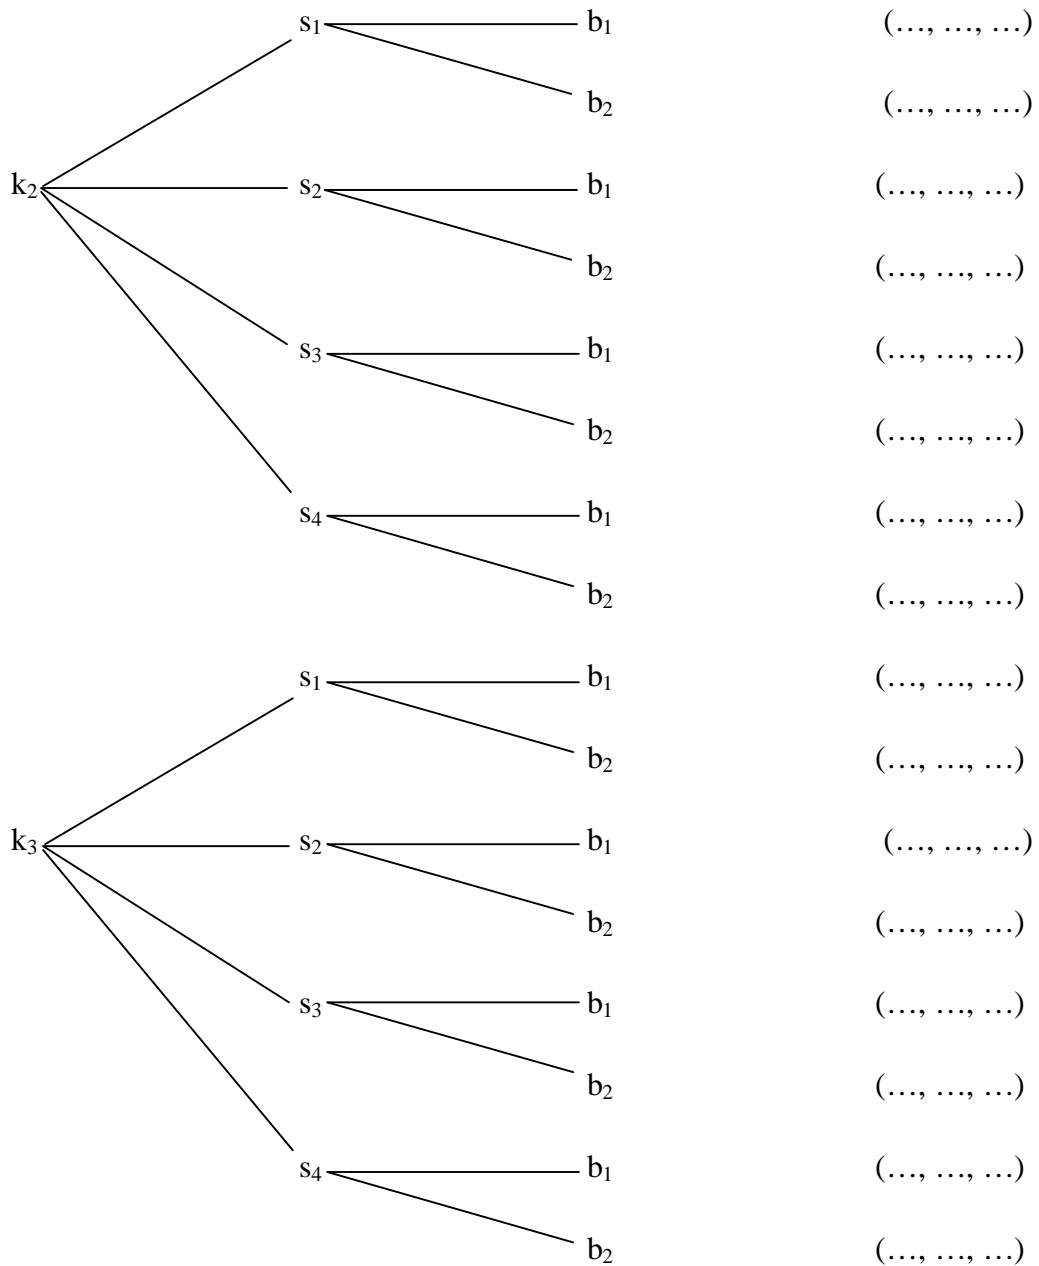 s₁ b₁ (…, …, …)
b₂ (…, …, …)
k₂ s₂ b₁ (…, …, …)
b₂ (…, …, …)
s₃ b₁ (…, …, …)
b₂ (…, …, …)
s₄ b₁ (…, …, …)
b₂ (…, …, …)
s₁ b₁ (…, …, …)
b₂ (…, …, …)
k₃ s₂ b₁ (…, …, …)
b₂ (…, …, …)
s₃ b₁ (…, …, …)
b₂ (…, …, …)
s₄ b₁ (…, …, …)
b₂ (…, …, …)